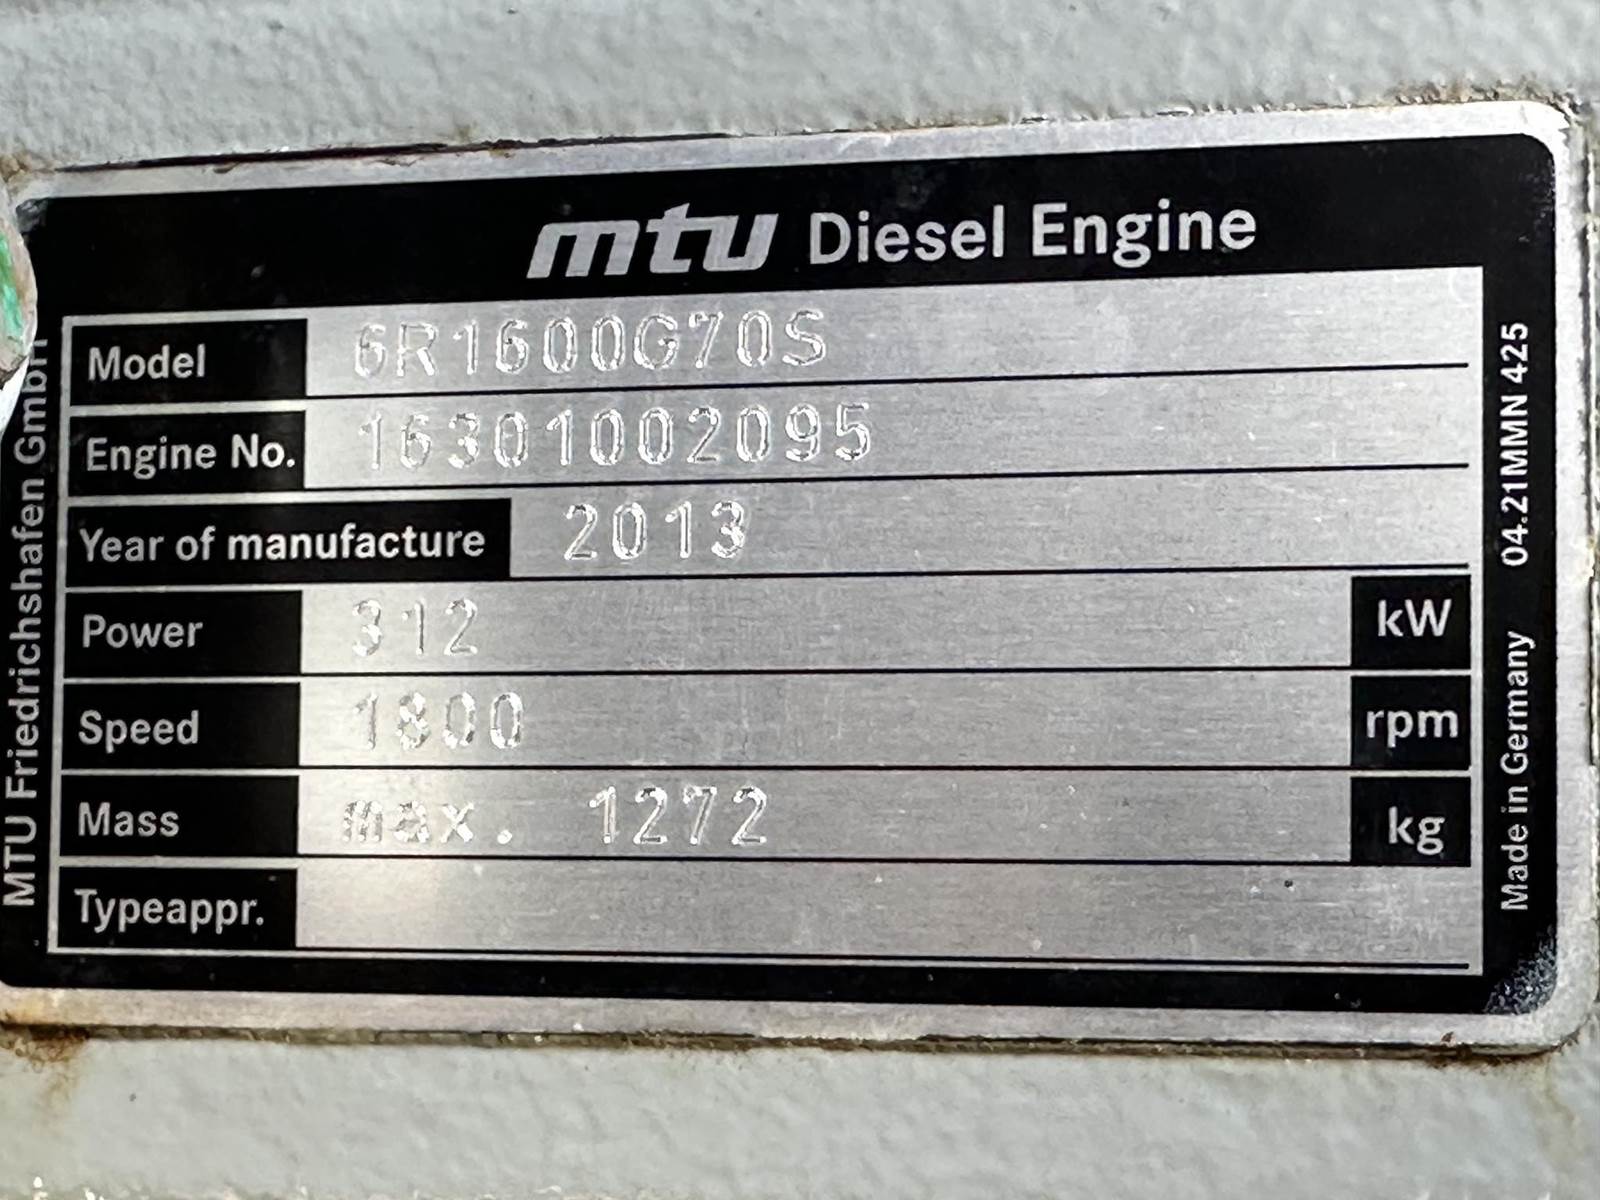 mtu Diesel Engine
Model 6R1600G70S
Engine No. 16301002095
Year of manufacture 2013
Power 312 kW
Speed 1800 rpm
Mass max. 1272 kg
Typeappr.
MTU Friedrichshafen GmbH
Made in Germany 04.21MMN 425